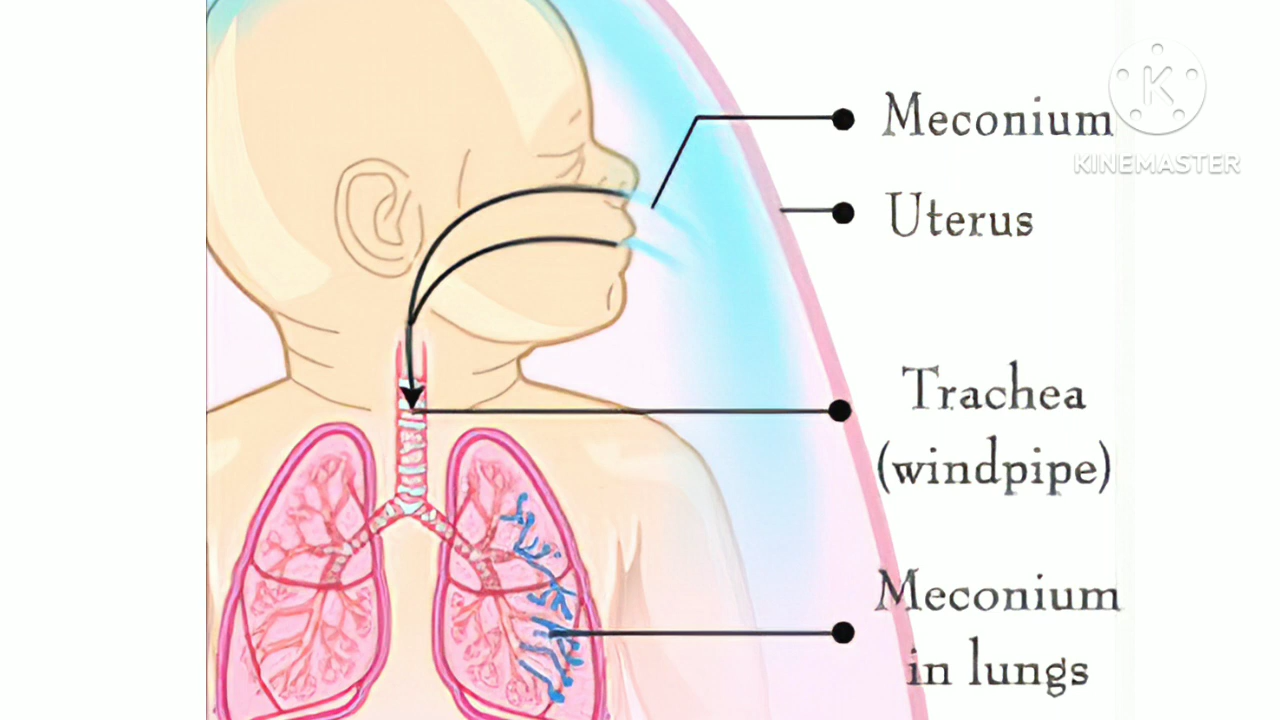 Meconium
K
KINEMASTER
Uterus
Trachea
(windpipe)
Meconium
in lungs